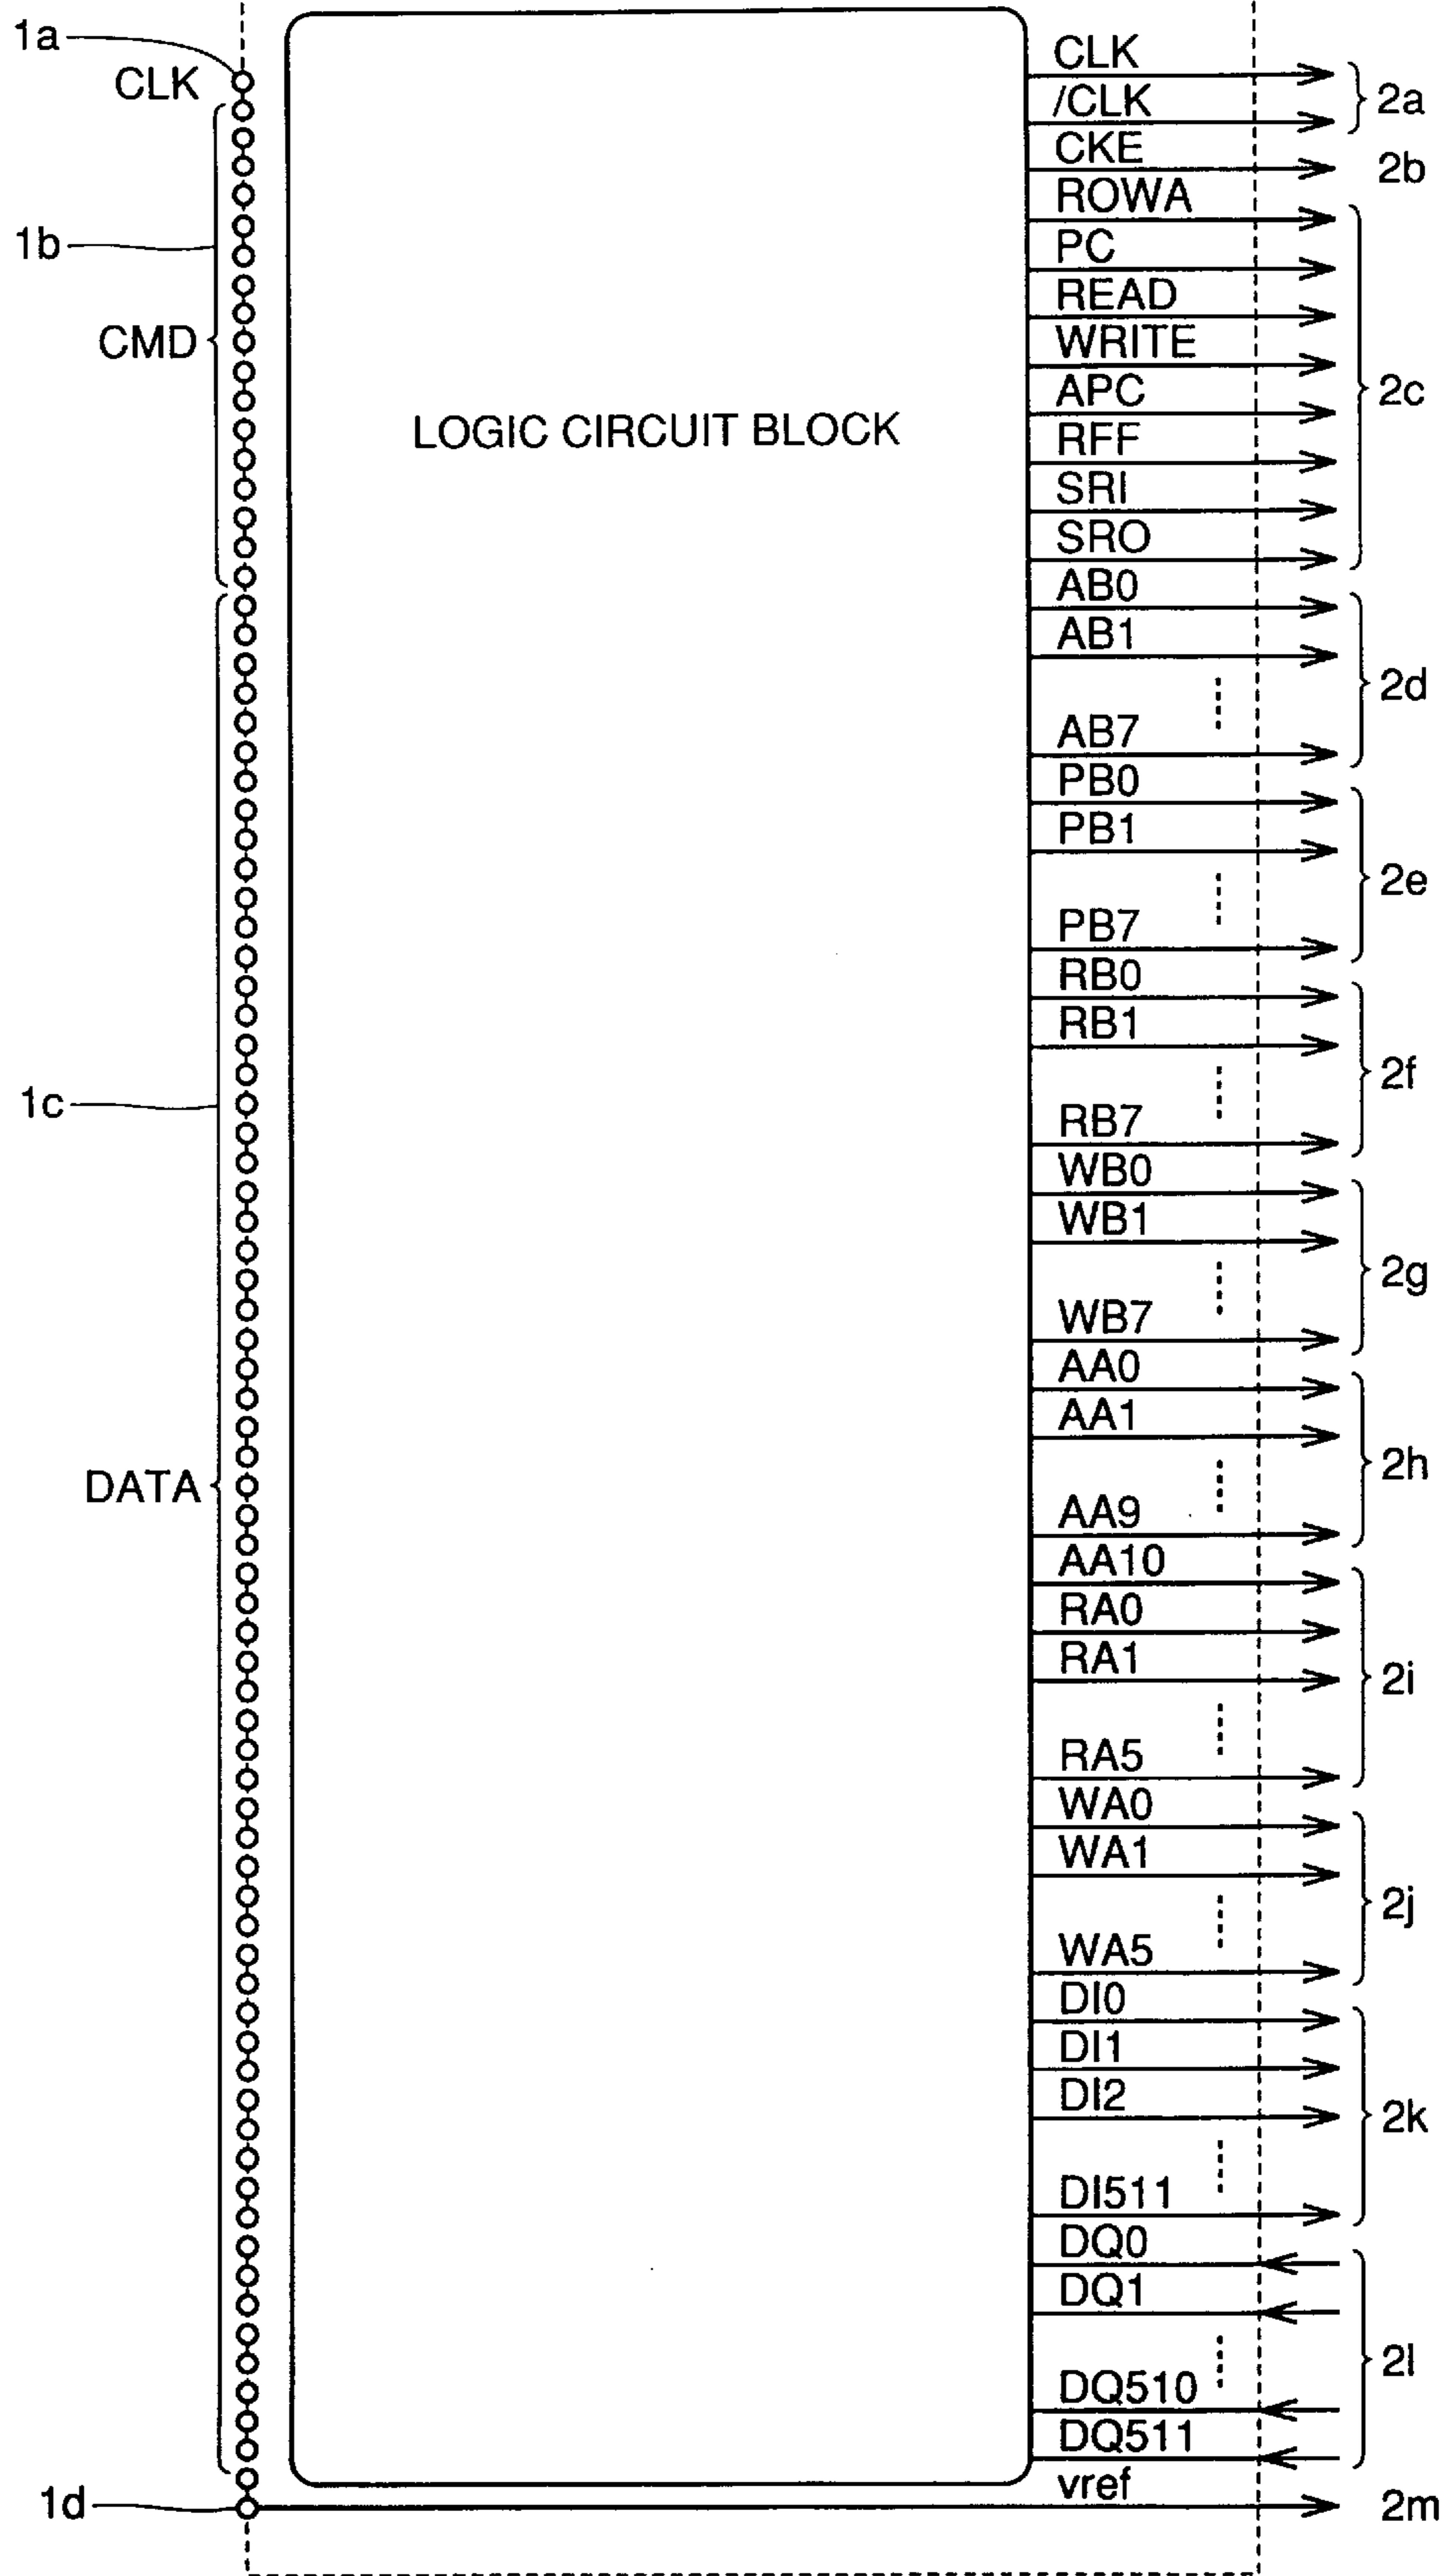 1a
CLK
1b
CMD
1c
DATA
1d
LOGIC CIRCUIT BLOCK
CLK
/CLK
2a
CKE
2b
ROWA
PC
READ
WRITE
APC
RFF
SRI
SRO
2c
AB0
AB1
AB7
2d
PB0
PB1
PB7
2e
RB0
RB1
RB7
2f
WB0
WB1
WB7
2g
AA0
AA1
AA9
2h
AA10
RA0
RA1
RA5
2i
WA0
WA1
WA5
2j
DI0
DI1
DI2
DI511
2k
DQ0
DQ1
DQ510
DQ511
2l
vref
2m